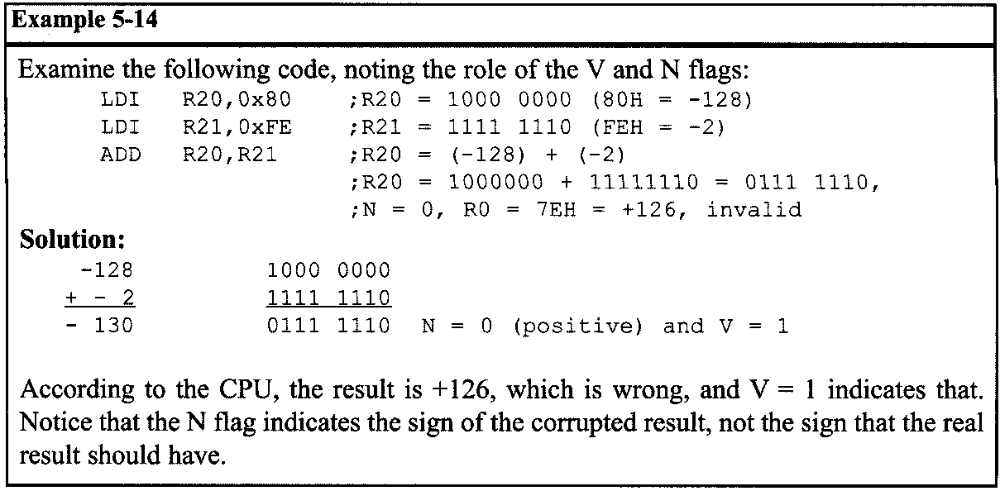 Example 5-14
Examine the following code, noting the role of the V and N flags:
LDI R20,0x80 ;R20 = 1000 0000 (80H = -128)
LDI R21,0xFE ;R21 = 1111 1110 (FEH = -2)
ADD R20,R21 ;R20 = (-128) + (-2)
;R20 = 1000000 + 11111110 = 0111 1110,
;N = 0, R0 = 7EH = +126, invalid
Solution:
-128 1000 0000
+ - 2 1111 1110
- 130 0111 1110 N = 0 (positive) and V = 1
According to the CPU, the result is +126, which is wrong, and V = 1 indicates that.
Notice that the N flag indicates the sign of the corrupted result, not the sign that the real
result should have.